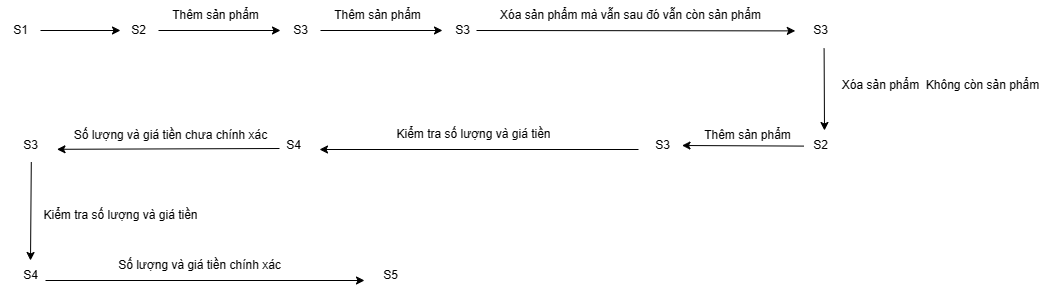 Thêm sản phẩm
Thêm sản phẩm
Xóa sản phẩm mà vẫn sau đó vẫn còn sản phẩm
S1
S2
S3
S3
S3
Xóa sản phẩm Không còn sản phẩm
Số lượng và giá tiền chưa chính xác
Kiểm tra số lượng và giá tiền
Thêm sản phẩm
S3
S4
S3
S2
Kiểm tra số lượng và giá tiền
Số lượng và giá tiền chính xác
S4
S5